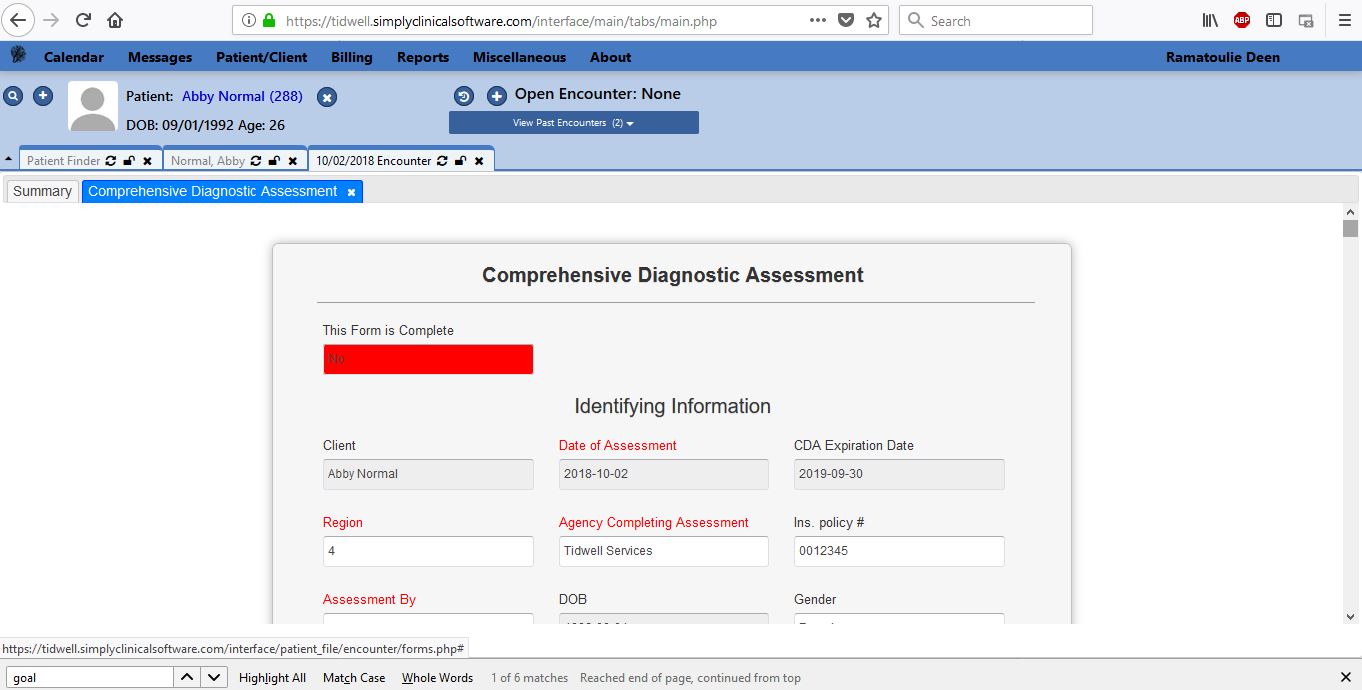 https://tidwell.simplyclinicalsoftware.com/interface/main/tabs/main.php
Search
ABP
Calendar Messages Patient/Client Billing Reports Miscellaneous About Ramatoulie Deen
Patient: Abby Normal (288)
Open Encounter: None
DOB: 09/01/1992 Age: 26
View Past Encounters (2)
Patient Finder Normal, Abby 10/02/2018 Encounter
Summary Comprehensive Diagnostic Assessment
Comprehensive Diagnostic Assessment
This Form is Complete
No
Identifying Information
Client Date of Assessment CDA Expiration Date
Abby Normal 2018-10-02 2019-09-30
Region Agency Completing Assessment Ins. policy #
4 Tidwell Services 0012345
Assessment By DOB Gender
https://tidwell.simplyclinicalsoftware.com/interface/patient_file/encounter/forms.php#
goal Highlight All Match Case Whole Words 1 of 6 matches Reached end of page, continued from top